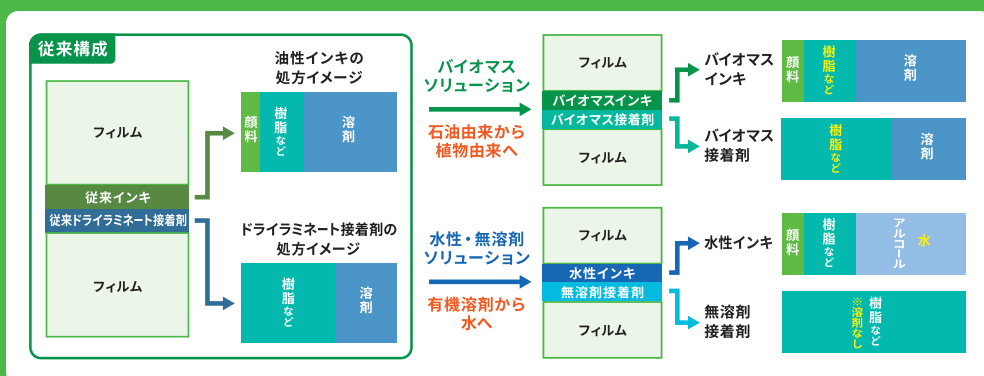 従来構成
フィルム
従来インキ
従来ドライラミネート接着剤
フィルム
油性インキの
処方イメージ
顔料
樹脂など
溶剤
ドライラミネート接着剤の
処方イメージ
樹脂など
溶剤
バイオマス
ソリューション
石油由来から
植物由来へ
フィルム
バイオマスインキ
バイオマス接着剤
フィルム
バイオマス
インキ
顔料
樹脂など
溶剤
バイオマス
接着剤
樹脂など
溶剤
水性・無溶剤
ソリューション
有機溶剤から
水へ
フィルム
水性インキ
無溶剤接着剤
フィルム
水性インキ
顔料
樹脂など
水
アルコール
無溶剤
接着剤
樹脂など
※溶剤なし